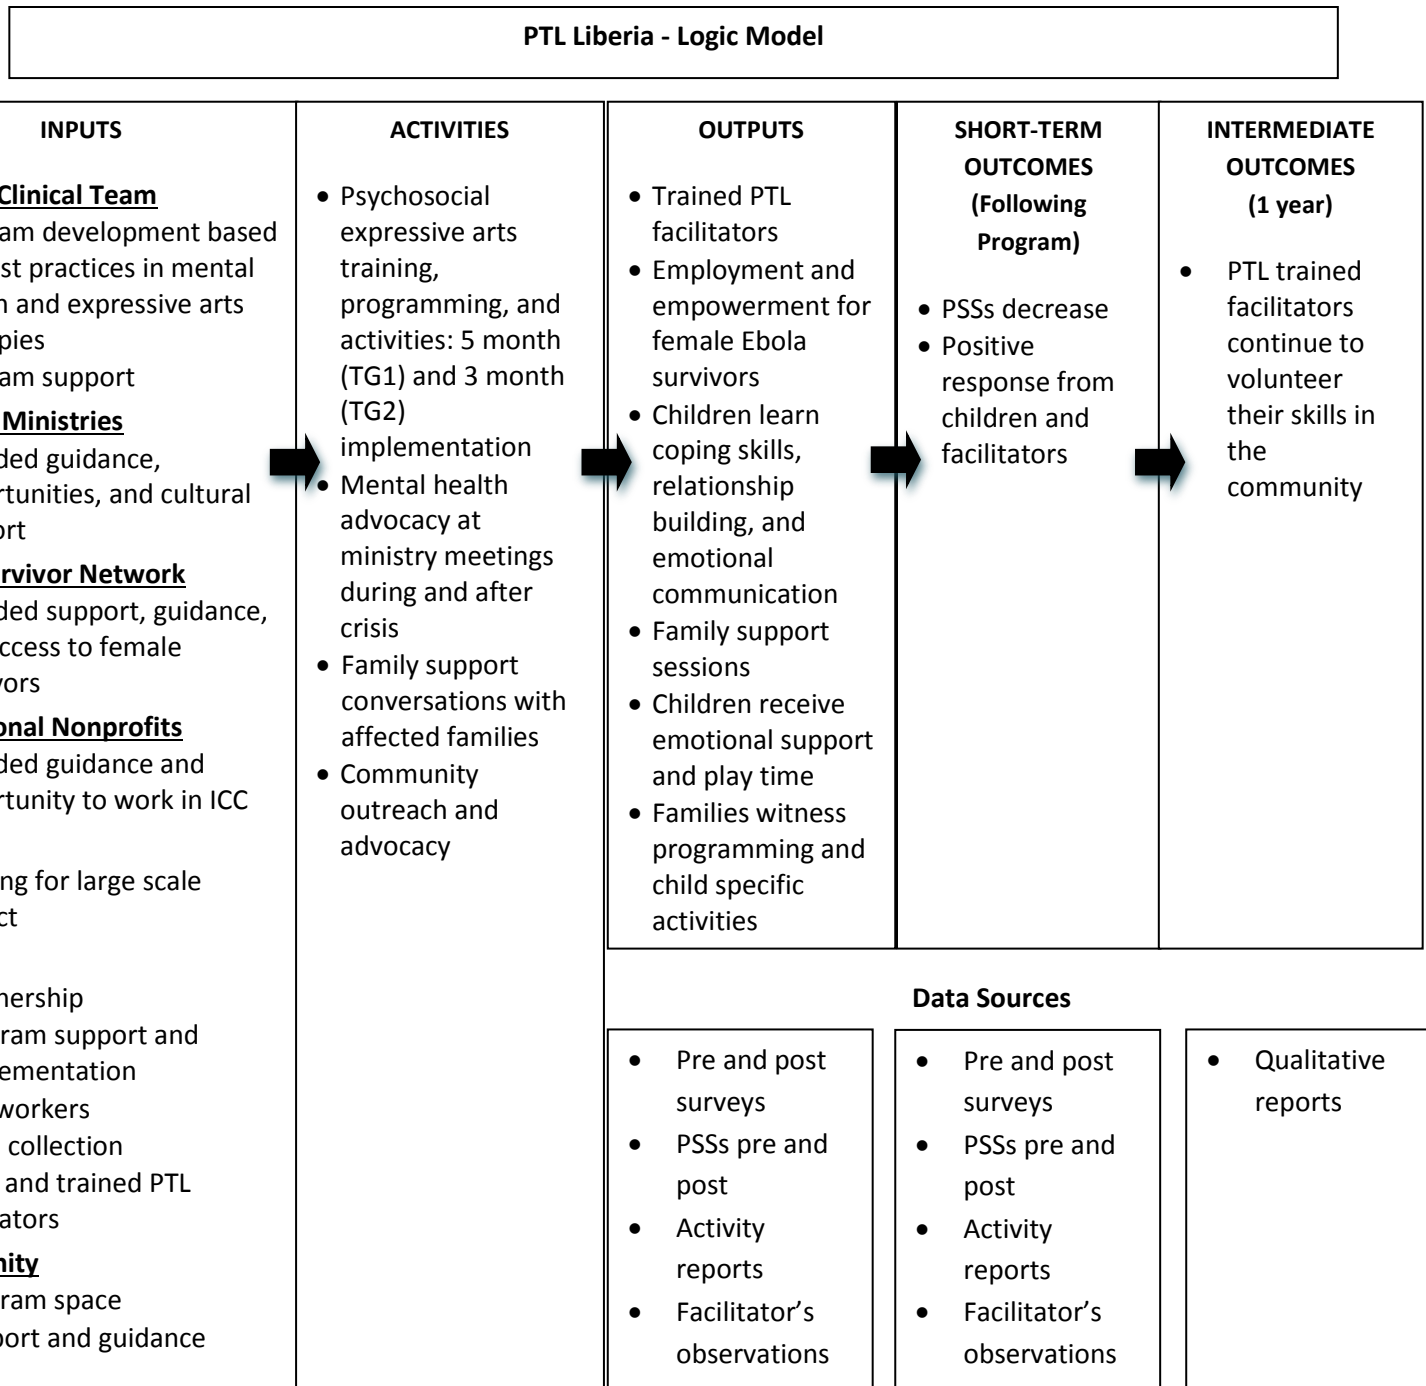 PTL Liberia - Logic Model
INPUTS
Clinical Team
am development based
st practices in mental
n and expressive arts
pies
am support
Ministries
ded guidance,
rtunities, and cultural
ort
rvivor Network
ded support, guidance,
ccess to female
vors
onal Nonprofits
ded guidance and
rtunity to work in ICC
ng for large scale
ct
nership
ram support and
ementation
workers
collection
and trained PTL
ators
nity
ram space
port and guidance
ACTIVITIES
• Psychosocial
expressive arts
training,
programming, and
activities: 5 month
(TG1) and 3 month
(TG2)
implementation
• Mental health
advocacy at
ministry meetings
during and after
crisis
• Family support
conversations with
affected families
• Community
outreach and
advocacy
OUTPUTS
• Trained PTL
facilitators
• Employment and
empowerment for
female Ebola
survivors
• Children learn
coping skills,
relationship
building, and
emotional
communication
• Family support
sessions
• Children receive
emotional support
and play time
• Families witness
programming and
child specific
activities
SHORT-TERM
OUTCOMES
(Following
Program)
• PSSs decrease
• Positive
response from
children and
facilitators
INTERMEDIATE
OUTCOMES
(1 year)
• PTL trained
facilitators
continue to
volunteer
their skills in
the
community
Data Sources
• Pre and post
surveys
• PSSs pre and
post
• Activity
reports
• Facilitator’s
observations
• Pre and post
surveys
• PSSs pre and
post
• Activity
reports
• Facilitator’s
observations
• Qualitative
reports